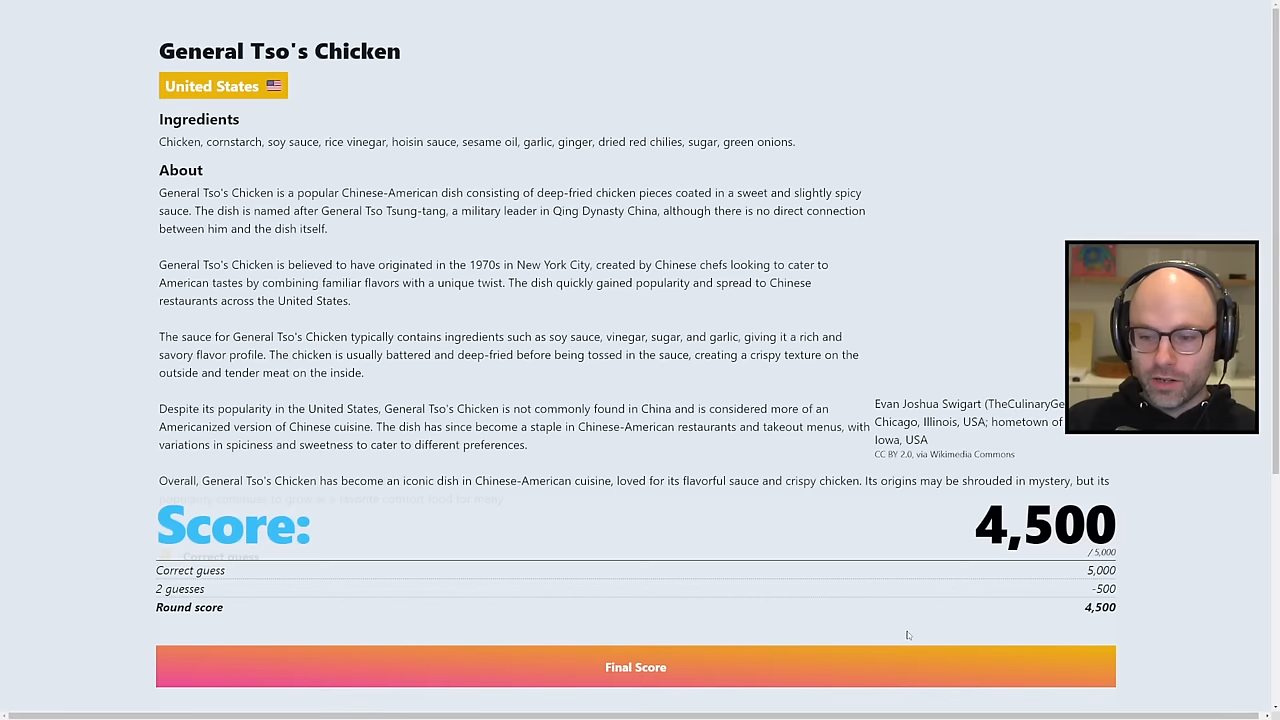 General Tso's Chicken
United States
Ingredients
Chicken, cornstarch, soy sauce, rice vinegar, hoisin sauce, sesame oil, garlic, ginger, dried red chilies, sugar, green onions.
About
General Tso's Chicken is a popular Chinese-American dish consisting of deep-fried chicken pieces coated in a sweet and slightly spicy
sauce. The dish is named after General Tso Tsung-tang, a military leader in Qing Dynasty China, although there is no direct connection
between him and the dish itself.
General Tso's Chicken is believed to have originated in the 1970s in New York City, created by Chinese chefs looking to cater to
American tastes by combining familiar flavors with a unique twist. The dish quickly gained popularity and spread to Chinese
restaurants across the United States.
The sauce for General Tso's Chicken typically contains ingredients such as soy sauce, vinegar, sugar, and garlic, giving it a rich and
savory flavor profile. The chicken is usually battered and deep-fried before being tossed in the sauce, creating a crispy texture on the
outside and tender meat on the inside.
Despite its popularity in the United States, General Tso's Chicken is not commonly found in China and is considered more of an
Americanized version of Chinese cuisine. The dish has since become a staple in Chinese-American restaurants and takeout menus, with
variations in spiciness and sweetness to cater to different preferences.
Evan Joshua Swigart (TheCulinaryGe
Chicago, Illinois, USA; hometown of
Iowa, USA
CC BY 2.0, via Wikimedia Commons
Overall, General Tso's Chicken has become an iconic dish in Chinese-American cuisine, loved for its flavorful sauce and crispy chicken. Its origins may be shrouded in mystery, but its
popularity continues to grow as a favorite comfort food for many.
Score:
4,500
/ 5,000
Correct guess
Correct guess 5,000
2 guesses -500
Round score 4,500
Final Score